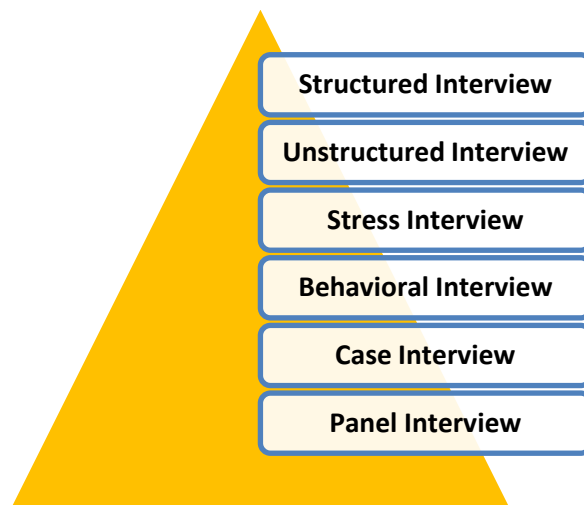 Structured Interview
Unstructured Interview
Stress Interview
Behavioral Interview
Case Interview
Panel Interview